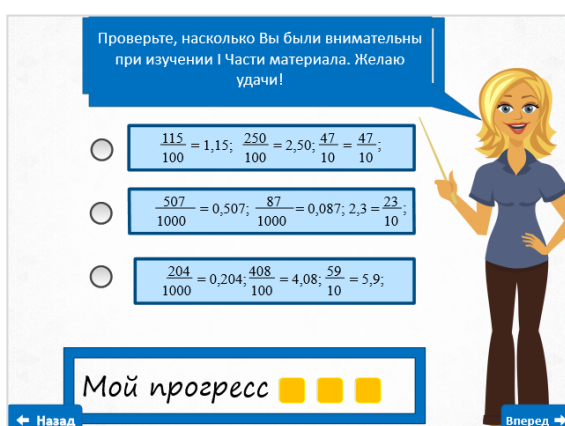 Проверьте, насколько Вы были внимательны
при изучении I Части материала. Желаю
удачи!
115/100 = 1,15; 250/100 = 2,50; 47/10 = 47/10;
507/1000 = 0,507; 87/1000 = 0,087; 2,3 = 23/10;
204/1000 = 0,204; 408/100 = 4,08; 59/10 = 5,9;
Мой прогресс
Назад
Вперед